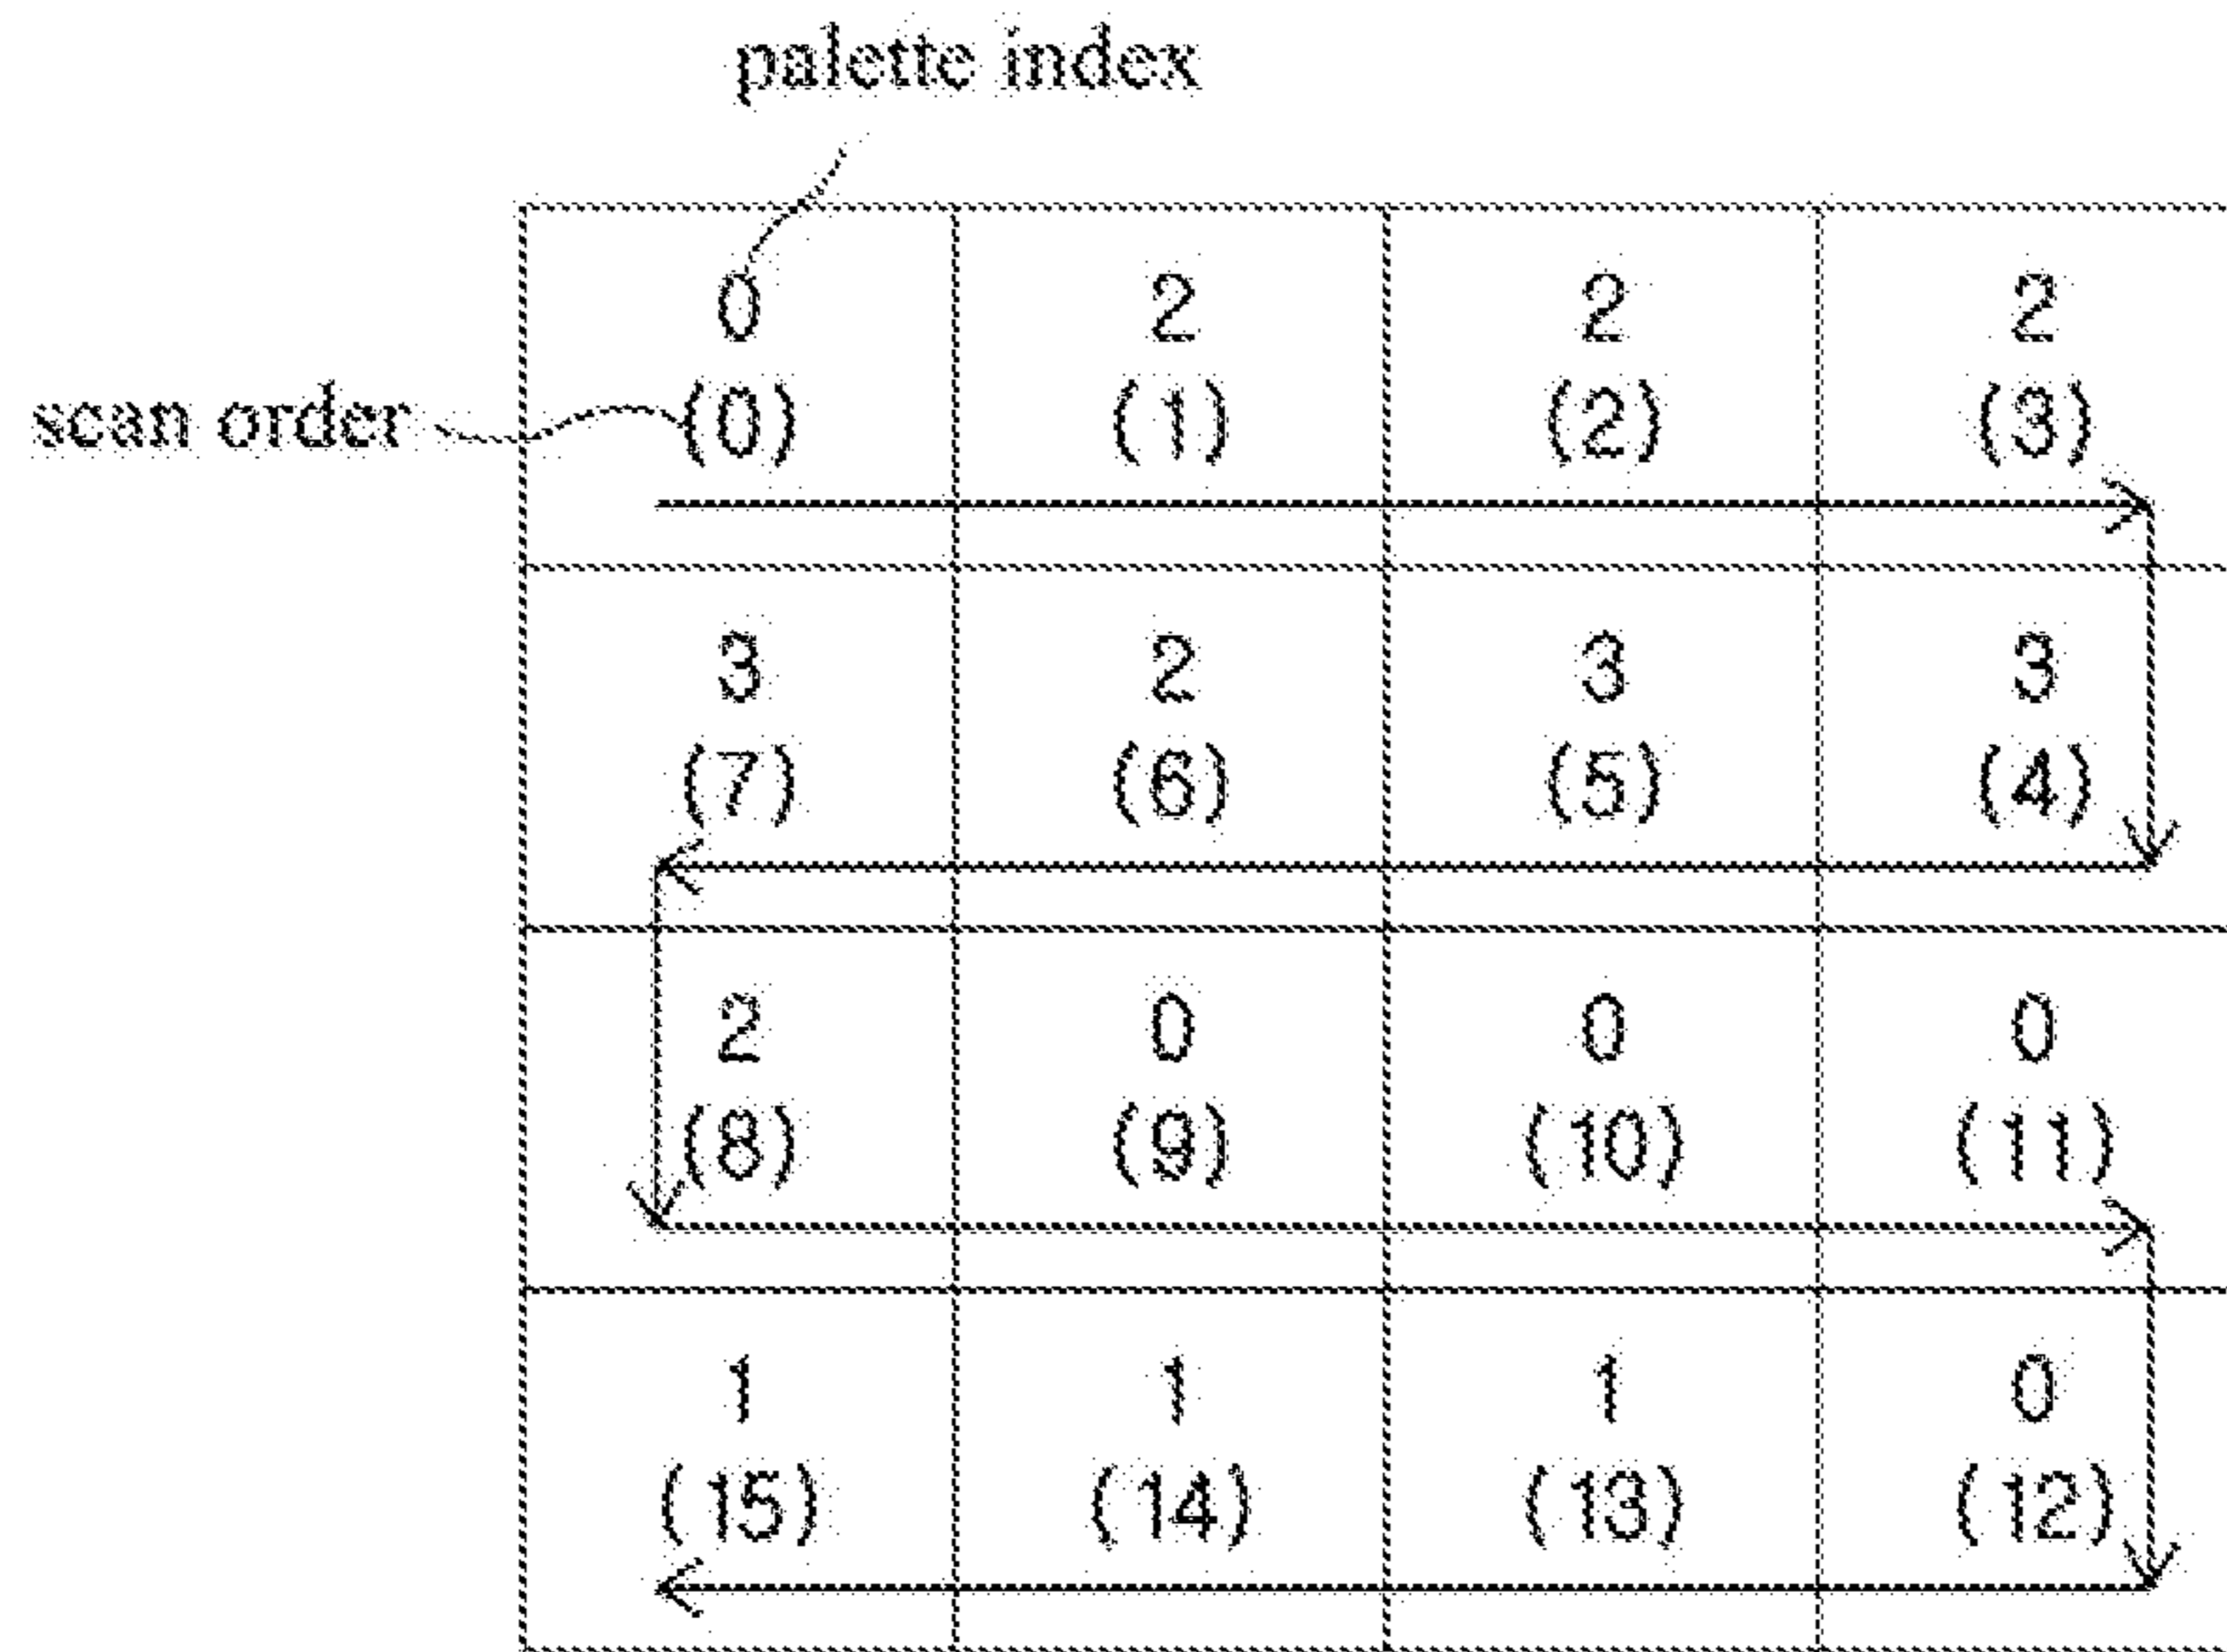 palette index
0 2 2 2
scan order (0) (1) (2) (3)
3 2 3 3
(7) (6) (5) (4)
2 0 0 0
(8) (9) (10) (11)
1 1 1 0
(15) (14) (13) (12)